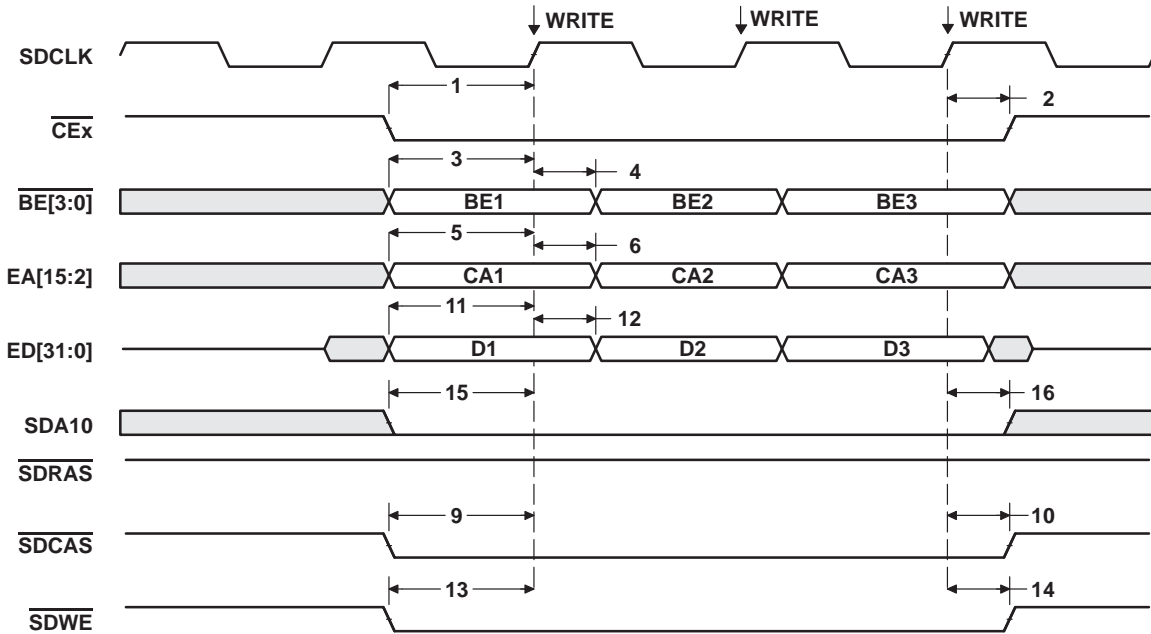 WRITE WRITE WRITE
SDCLK
1 2
CEx
3 4
BE[3:0] BE1 BE2 BE3
5 6
EA[15:2] CA1 CA2 CA3
11 12
ED[31:0] D1 D2 D3
15 16
SDA10
SDRAS
9 10
SDCAS
13 14
SDWE